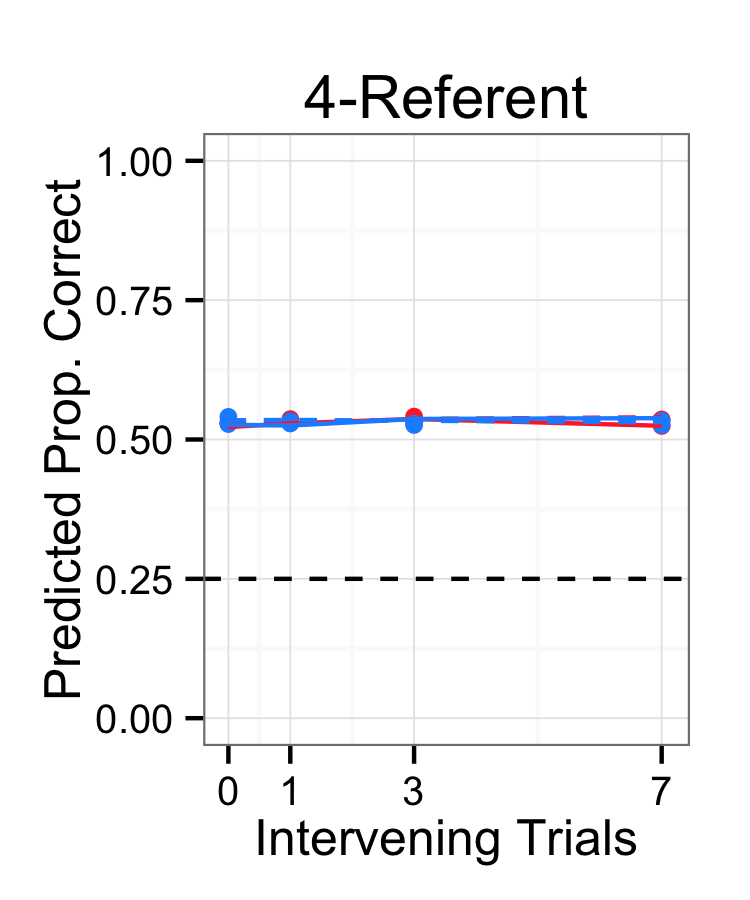 4-Referent
Predicted Prop. Correct
1.00
0.75
0.50
0.25
0.00
0 1 3 7
Intervening Trials